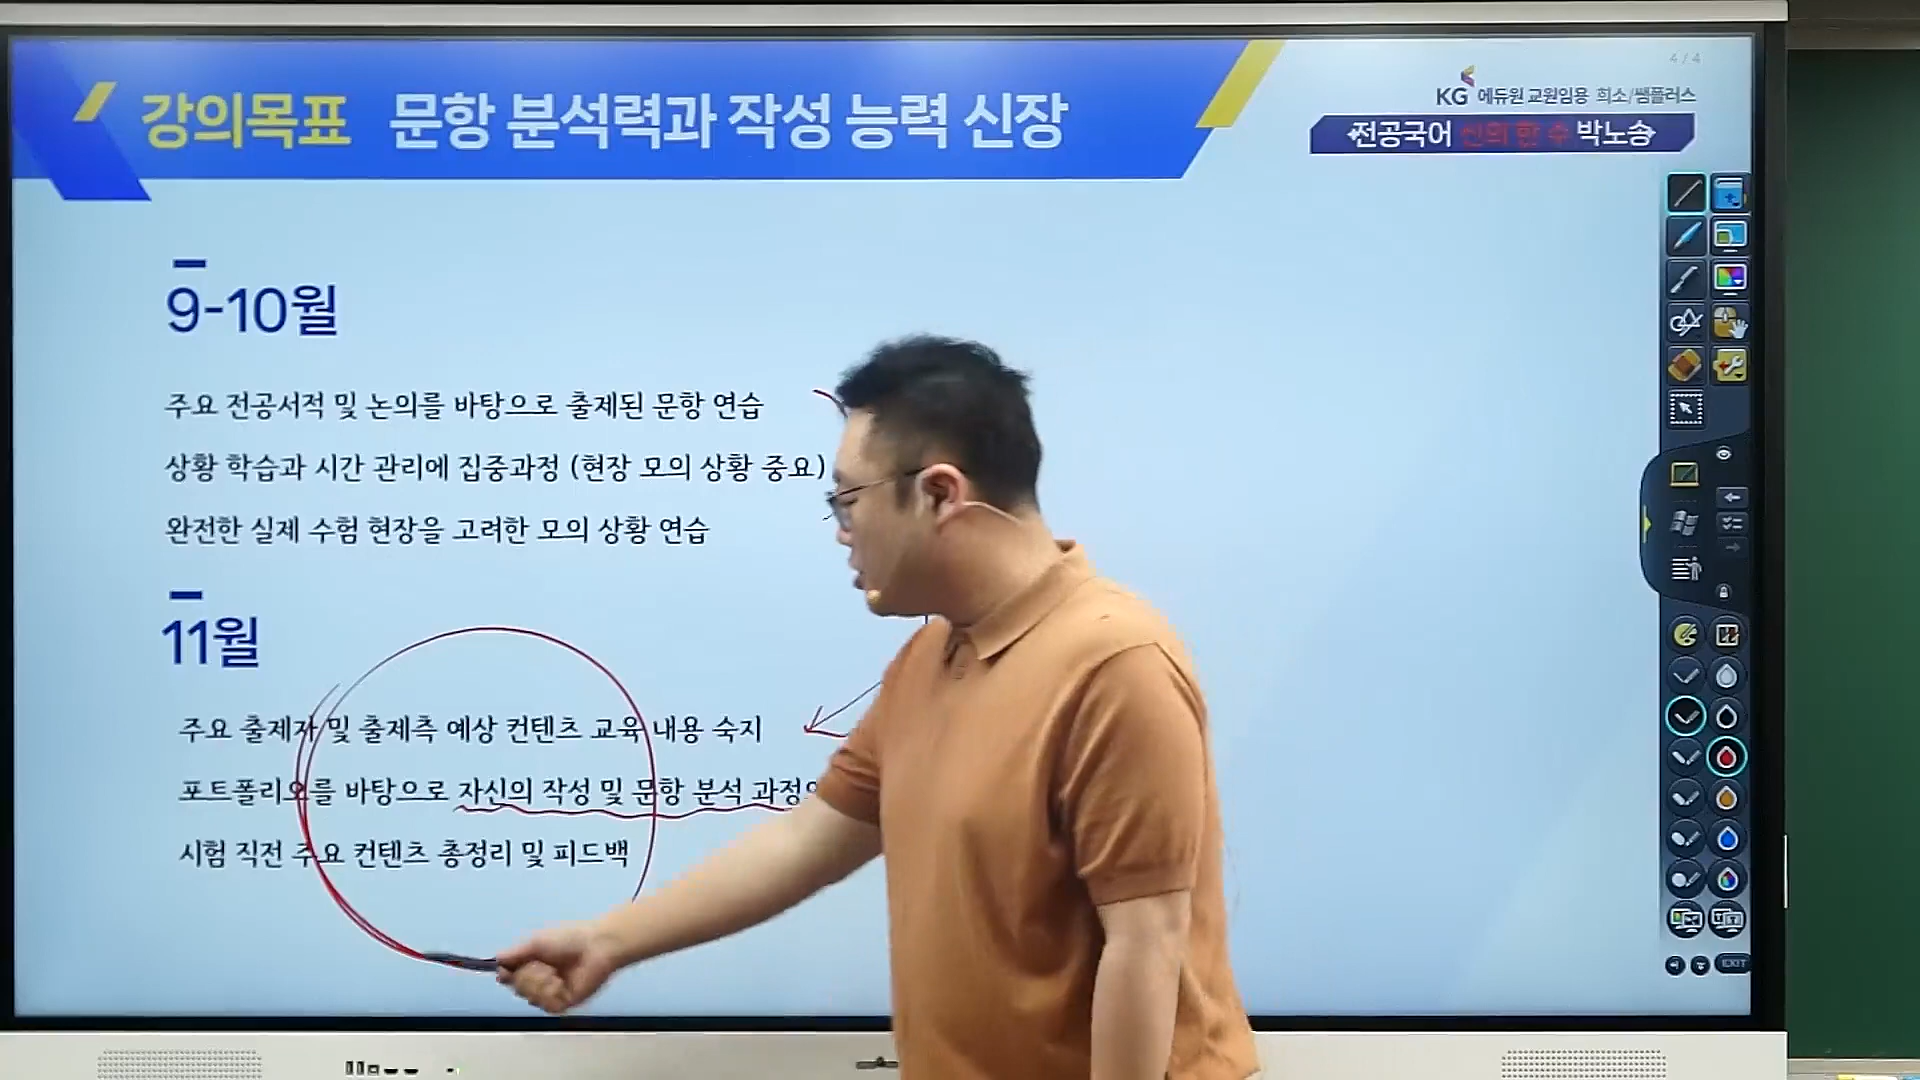 4 / 4
KG 에듀원 교원임용 희소/쌤플러스
전공국어 신의 한 수 박노송
강의목표 문항 분석력과 작성 능력 신장
9-10월
주요 전공서적 및 논의를 바탕으로 출제된 문항 연습
상황 학습과 시간 관리에 집중과정 (현장 모의 상황 중요)
완전한 실제 수험 현장을 고려한 모의 상황 연습
11월
주요 출제자 및 출제측 예상 컨텐츠 교육 내용 숙지
포트폴리오를 바탕으로 자신의 작성 및 문항 분석 과정
시험 직전 주요 컨텐츠 총정리 및 피드백
EXIT